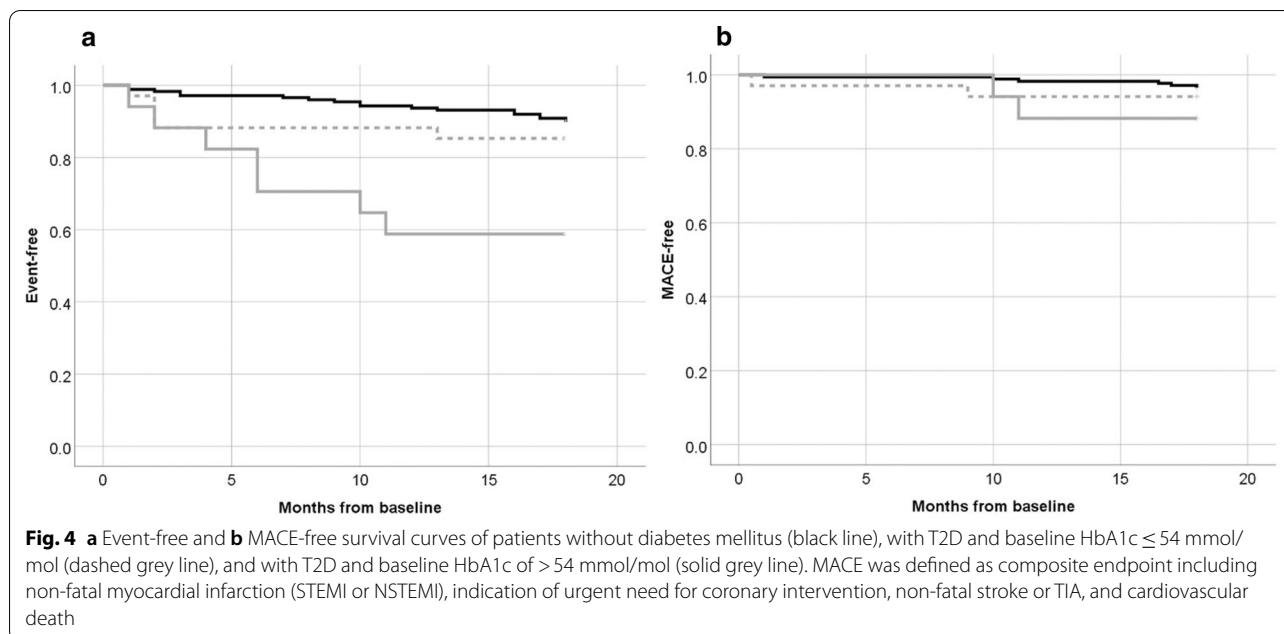 a
1.0
0.8
0.6
0.4
0.2
0.0
Event-free
0 5 10 15 20
Months from baseline
b
1.0
0.8
0.6
0.4
0.2
0.0
MACE-free
0 5 10 15 20
Months from baseline
Fig. 4 a Event-free and b MACE-free survival curves of patients without diabetes mellitus (black line), with T2D and baseline HbA1c ≤ 54 mmol/
mol (dashed grey line), and with T2D and baseline HbA1c of > 54 mmol/mol (solid grey line). MACE was defined as composite endpoint including
non-fatal myocardial infarction (STEMI or NSTEMI), indication of urgent need for coronary intervention, non-fatal stroke or TIA, and cardiovascular
death